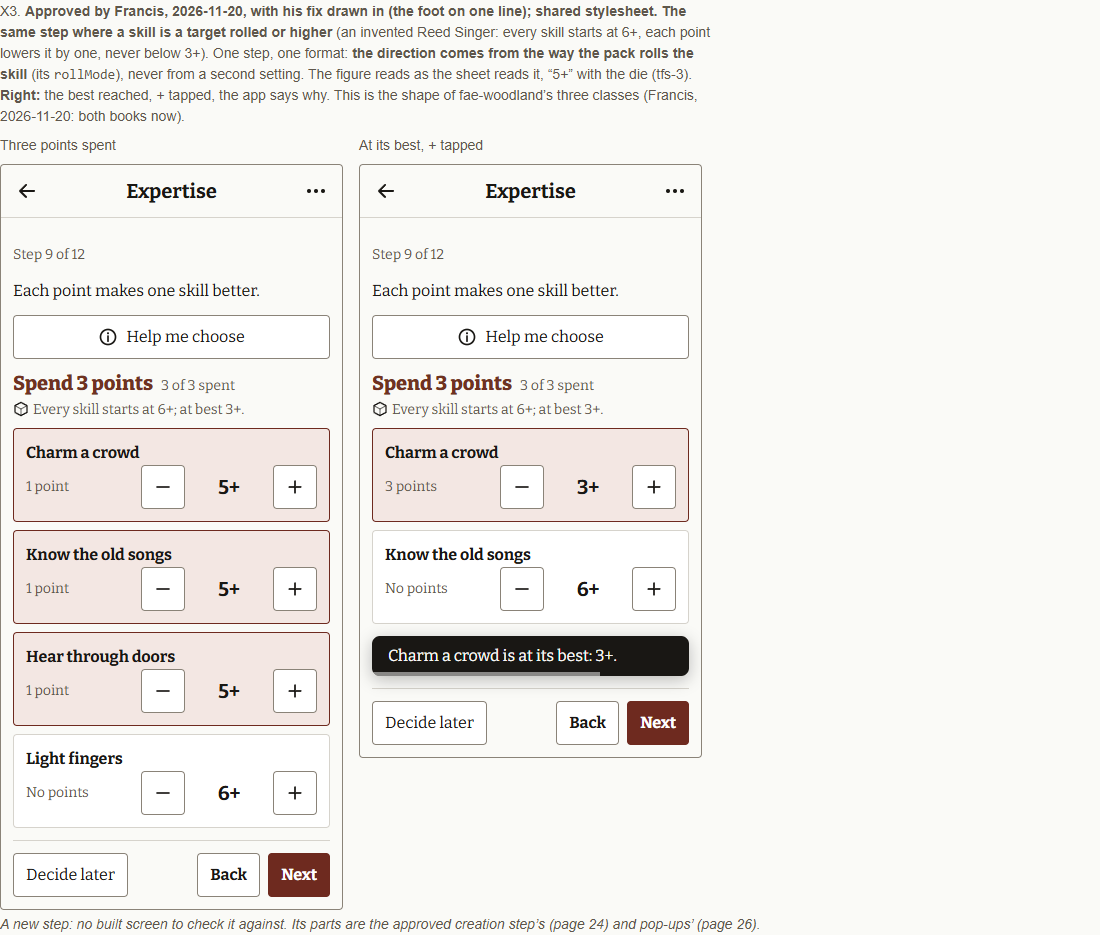 X3. Approved by Francis, 2026-11-20, with his fix drawn in (the foot on one line); shared stylesheet. The
same step where a skill is a target rolled or higher (an invented Reed Singer: every skill starts at 6+, each point
lowers it by one, never below 3+). One step, one format: the direction comes from the way the pack rolls the
skill (its rollMode), never from a second setting. The figure reads as the sheet reads it, “5+” with the die (tfs-3).
Right: the best reached, + tapped, the app says why. This is the shape of fae-woodland’s three classes (Francis,
2026-11-20: both books now).
Three points spent
Expertise
Step 9 of 12
Each point makes one skill better.
Help me choose
Spend 3 points 3 of 3 spent
Every skill starts at 6+; at best 3+.
Charm a crowd
1 point − 5+ +
Know the old songs
1 point − 5+ +
Hear through doors
1 point − 5+ +
Light fingers
No points − 6+ +
Decide later Back Next
At its best, + tapped
Expertise
Step 9 of 12
Each point makes one skill better.
Help me choose
Spend 3 points 3 of 3 spent
Every skill starts at 6+; at best 3+.
Charm a crowd
3 points − 3+ +
Know the old songs
No points − 6+ +
Charm a crowd is at its best: 3+.
Decide later Back Next
A new step: no built screen to check it against. Its parts are the approved creation step’s (page 24) and pop-ups’ (page 26).